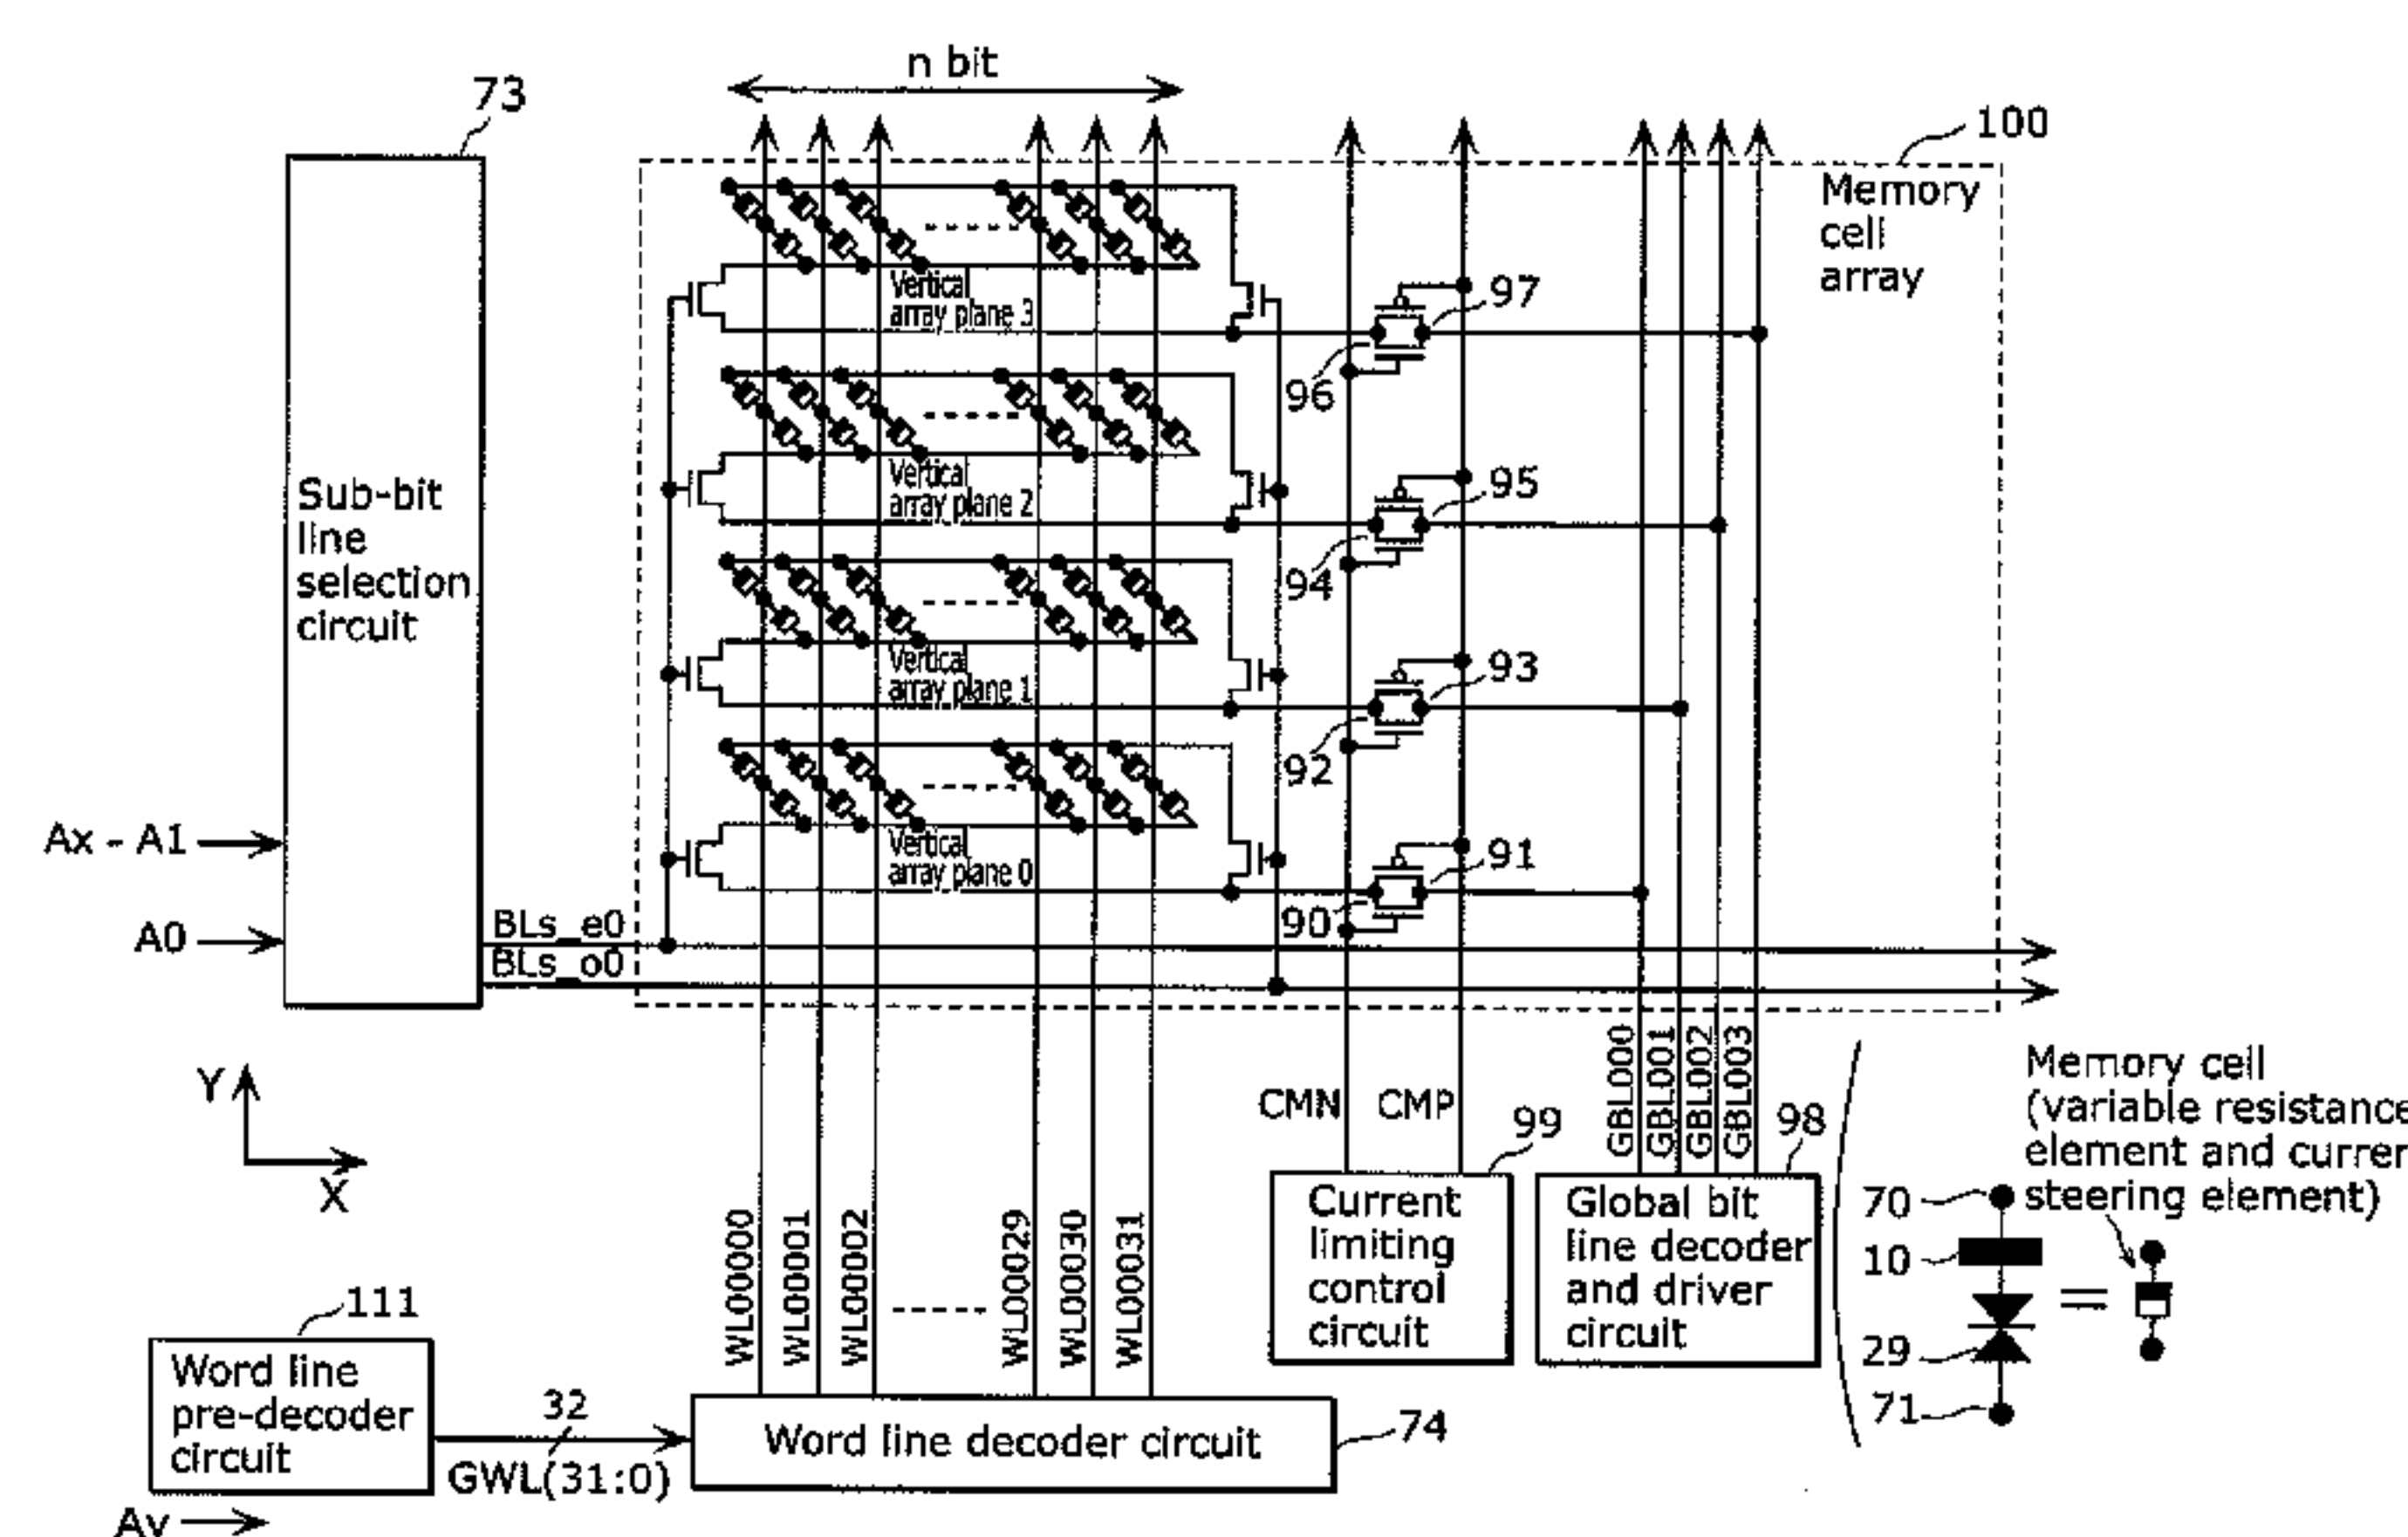 n bit
73
100
Memory
cell
array
Sub-bit
line
selection
circuit
Vertical
array plane 3
97
96
Vertical
array plane 2
95
94
Vertical
array plane 1
93
92
Vertical
array plane 0
91
90
Ax - A1
A0
BLs_e0
BLs_o0
Y
X
WL00000
WL00001
WL00002
WL00029
WL00030
WL00031
CMN
CMP
GBL000
GBL001
GBL002
GBL003
99
98
Current
limiting
control
circuit
Global bit
line decoder
and driver
circuit
Memory cell
(variable resistance
element and curren
steering element)
70
10
29
71
111
Word line
pre-decoder
circuit
32
GWL(31:0)
Word line decoder circuit
74
Ay